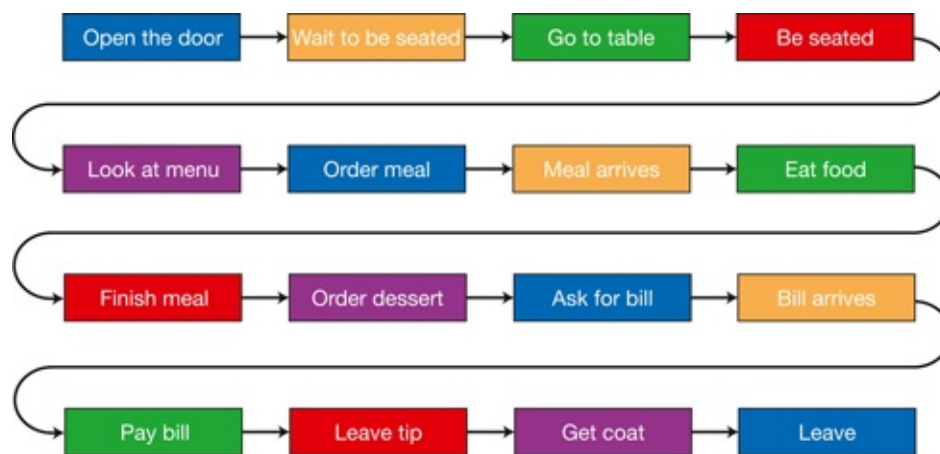 Open the door
Wait to be seated
Go to table
Be seated
Look at menu
Order meal
Meal arrives
Eat food
Finish meal
Order dessert
Ask for bill
Bill arrives
Pay bill
Leave tip
Get coat
Leave